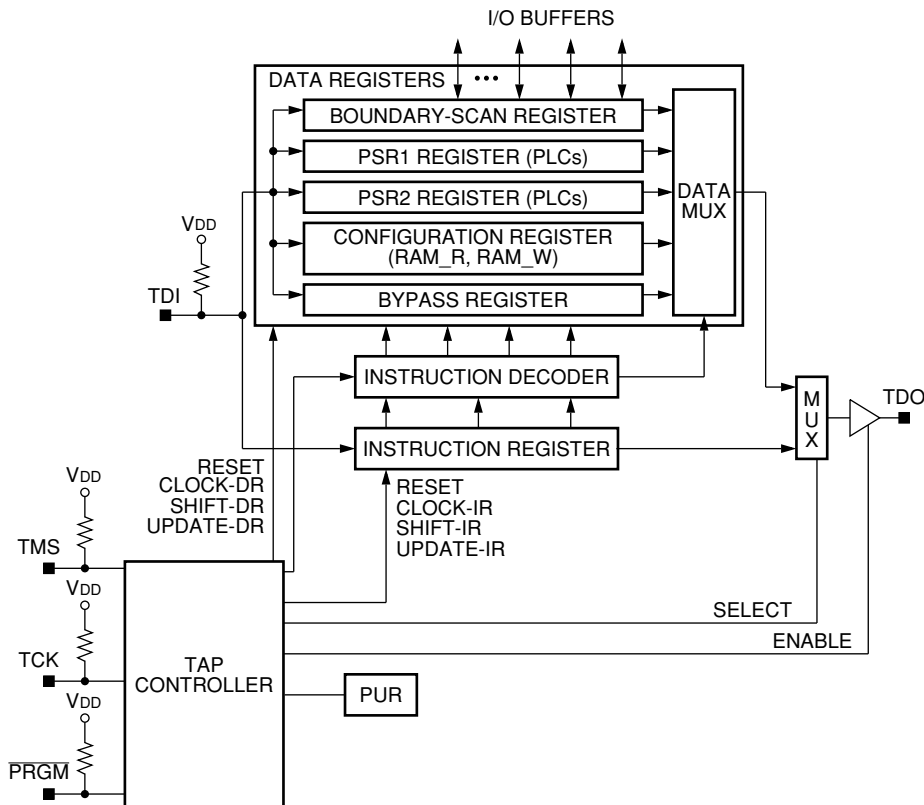 I/O BUFFERS
DATA REGISTERS
•••
BOUNDARY-SCAN REGISTER
PSR1 REGISTER (PLCs)
PSR2 REGISTER (PLCs)
CONFIGURATION REGISTER
(RAM_R, RAM_W)
BYPASS REGISTER
DATA
MUX
VDD
TDI
INSTRUCTION DECODER
INSTRUCTION REGISTER
MUX
TDO
RESET
CLOCK-DR
SHIFT-DR
UPDATE-DR
RESET
CLOCK-IR
SHIFT-IR
UPDATE-IR
VDD
TMS
VDD
TCK
VDD
PRGM
TAP
CONTROLLER
SELECT
ENABLE
PUR